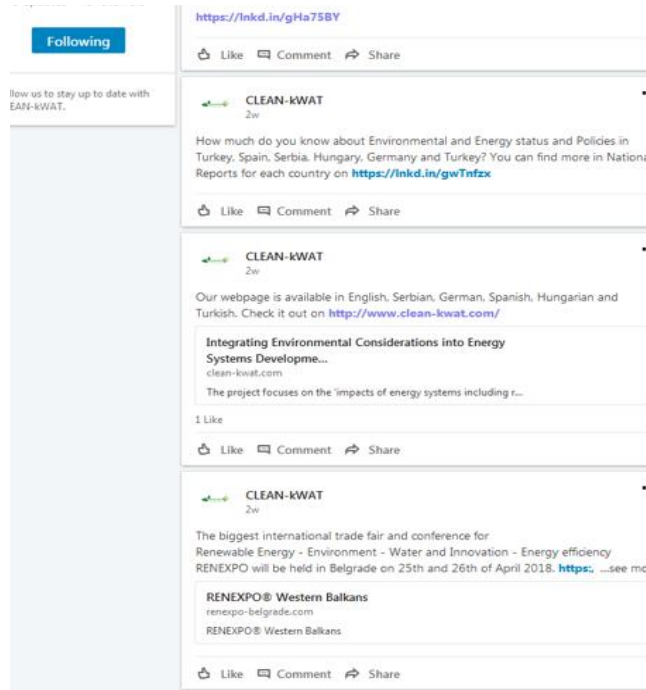 Following
llow us to stay up to date with
EAN-kWAT.
https://lnkd.in/gHa75BY
Like Comment Share
CLEAN-kWAT
2w
How much do you know about Environmental and Energy status and Policies in
Turkey, Spain, Serbia, Hungary, Germany and Turkey? You can find more in Nationa
Reports for each country on https://lnkd.in/gwTnfzx
Like Comment Share
CLEAN-kWAT
2w
Our webpage is available in English, Serbian, German, Spanish, Hungarian and
Turkish. Check it out on http://www.clean-kwat.com/
Integrating Environmental Considerations into Energy
Systems Developme...
clean-kwat.com
The project focuses on the 'impacts of energy systems including r...
1 Like
Like Comment Share
CLEAN-kWAT
2w
The biggest international trade fair and conference for
Renewable Energy - Environment - Water and Innovation - Energy efficiency
RENEXPO will be held in Belgrade on 25th and 26th of April 2018. https:, ...see mo
RENEXPO® Western Balkans
renexpo-belgrade.com
RENEXPO® Western Balkans
Like Comment Share